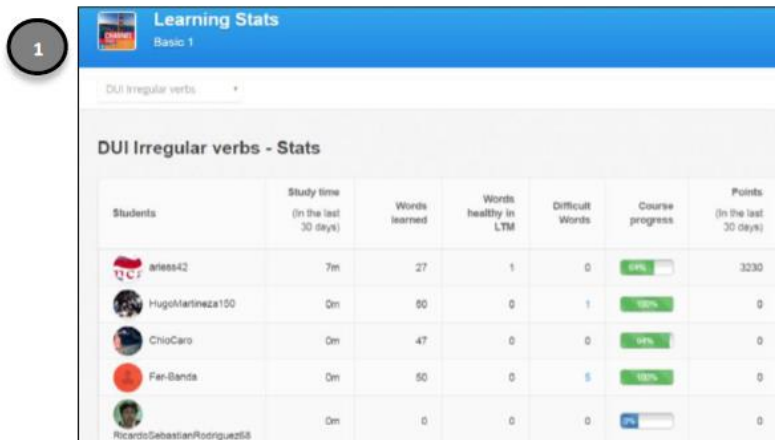 1
Learning Stats
Basic 1
DUI Irregular verbs
DUI Irregular verbs - Stats
Students
Study time
(In the last
30 days)
Words
learned
Words
healthy in
LTM
Difficult
Words
Course
progress
Points
(In the last
30 days)
arless42 7m 27 1 0 3230
HugoMartineza150 0m 50 0 1 100% 0
ChioCaro 0m 47 0 0 94% 0
Fer-Banda 0m 50 0 5 100% 0
RicardoSebastianRodriguez68 0m 0 0 0 0% 0